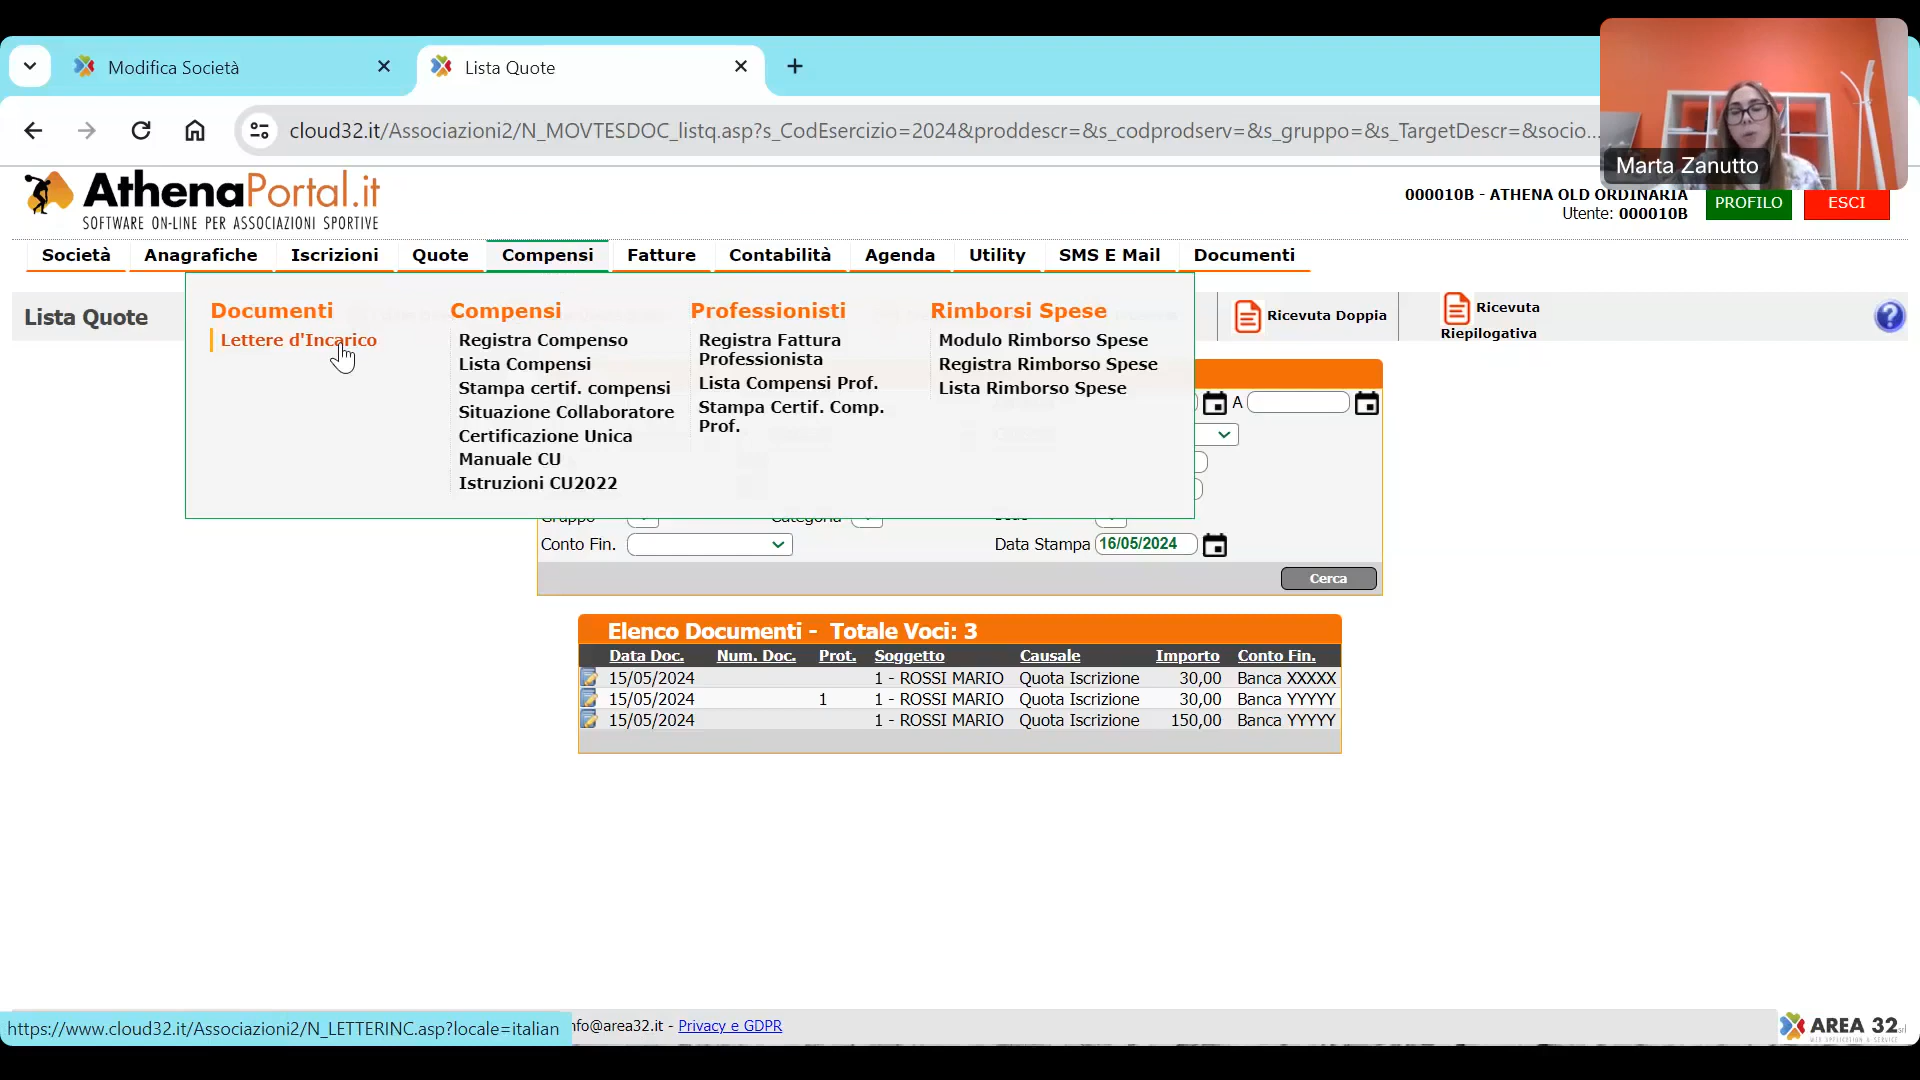 Modifica Società
Lista Quote
cloud32.it/Associazioni2/N_MOVTESDOC_listq.asp?s_CodEsercizio=2024&proddescr=&s_codprodserv=&s_gruppo=&s_TargetDescr=&socio...
Marta Zanutto
AthenaPortal.it
SOFTWARE ON-LINE PER ASSOCIAZIONI SPORTIVE
000010B - ATHENA OLD ORDINARIA
Utente: 000010B
PROFILO
ESCI
Società
Anagrafiche
Iscrizioni
Quote
Compensi
Fatture
Contabilità
Agenda
Utility
SMS E Mail
Documenti
Lista Quote
Documenti
Lettere d'Incarico
Compensi
Registra Compenso
Lista Compensi
Stampa certif. compensi
Situazione Collaboratore
Certificazione Unica
Manuale CU
Istruzioni CU2022
Professionisti
Registra Fattura
Professionista
Lista Compensi Prof.
Stampa Certif. Comp.
Prof.
Rimborsi Spese
Modulo Rimborso Spese
Registra Rimborso Spese
Lista Rimborso Spese
Ricevuta Doppia
Ricevuta
Riepilogativa
A
Gruppo
Categoria
Conto Fin.
Data Stampa 16/05/2024
Cerca
Elenco Documenti - Totale Voci: 3
Data Doc. Num. Doc. Prot. Soggetto Causale Importo Conto Fin.
15/05/2024 1 - ROSSI MARIO Quota Iscrizione 30,00 Banca XXXXX
15/05/2024 1 1 - ROSSI MARIO Quota Iscrizione 30,00 Banca YYYYY
15/05/2024 1 - ROSSI MARIO Quota Iscrizione 150,00 Banca YYYYY
https://www.cloud32.it/Associazioni2/N_LETTERINC.asp?locale=italian
nfo@area32.it - Privacy e GDPR
AREA 32 srl
WEB APPLICATION & SERVICE